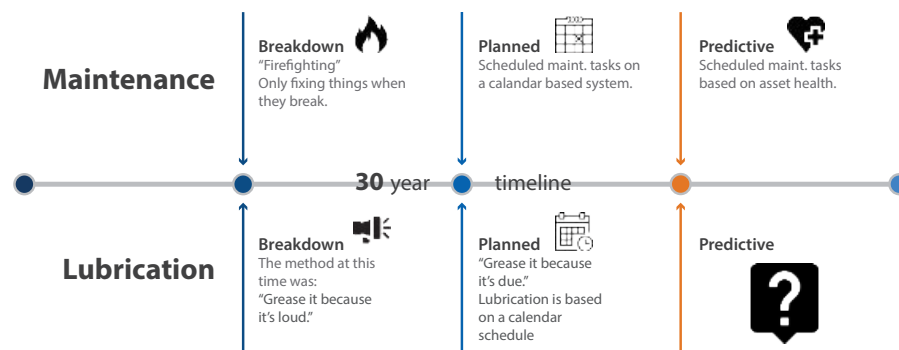 Maintenance
Breakdown
“Firefighting”
Only fixing things when
they break.
Planned
Scheduled maint. tasks on
a calandar based system.
Predictive
Scheduled maint. tasks
based on asset health.
30 year timeline
Lubrication
Breakdown
The method at this
time was:
“Grease it because
it’s loud.”
Planned
“Grease it because
it’s due.”
Lubrication is based
on a calendar
schedule
Predictive
?